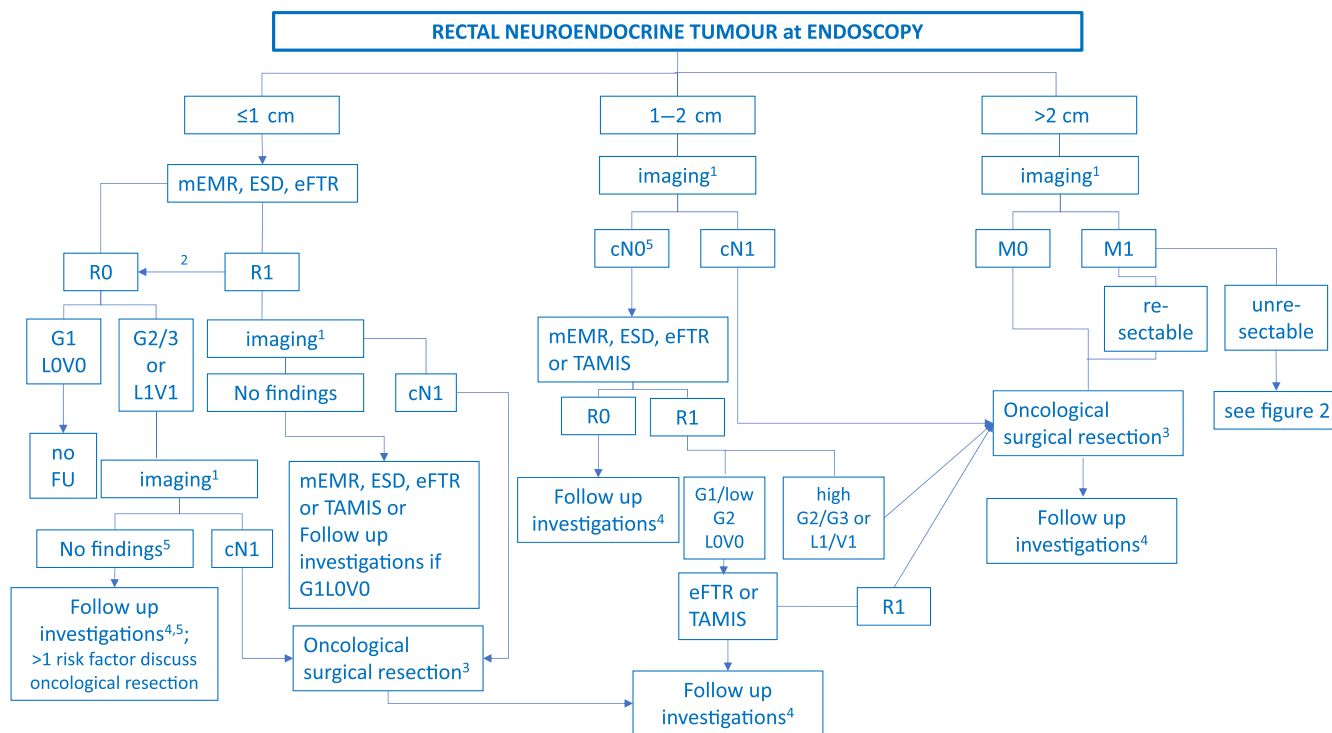 RECTAL NEUROENDOCRINE TUMOUR at ENDOSCOPY
≤1 cm
mEMR, ESD, eFTR
R0
2
R1
G1
L0V0
G2/3
or
L1V1
no
FU
imaging¹
No findings⁵
cN1
Follow up
investigations⁴,⁵;
>1 risk factor discuss
oncological resection
imaging¹
No findings
cN1
mEMR, ESD, eFTR
or TAMIS or
Follow up
investigations if
G1L0V0
Oncological
surgical resection³
1—2 cm
imaging¹
cN0⁵
cN1
mEMR, ESD, eFTR
or TAMIS
R0
R1
Follow up
investigations⁴
G1/low
G2
L0V0
high
G2/G3 or
L1/V1
eFTR or
TAMIS
R1
Follow up
investigations⁴
>2 cm
imaging¹
M0
M1
re-
sectable
unre-
sectable
Oncological
surgical resection³
see figure 2
Follow up
investigations⁴